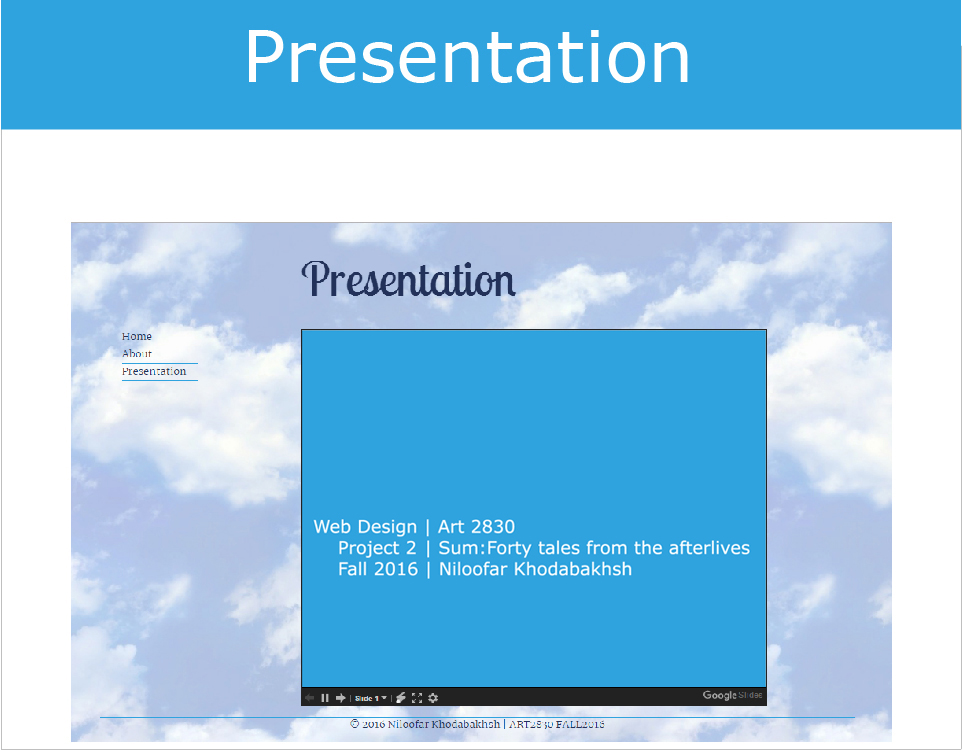 Presentation
Presentation
Home
About
Presentation
Web Design | Art 2830
Project 2 | Sum:Forty tales from the afterlives
Fall 2016 | Niloofar Khodabakhsh
Slide 1
Google Slides
© 2016 Niloofar Khodabakhsh | ART2830 FALL2016